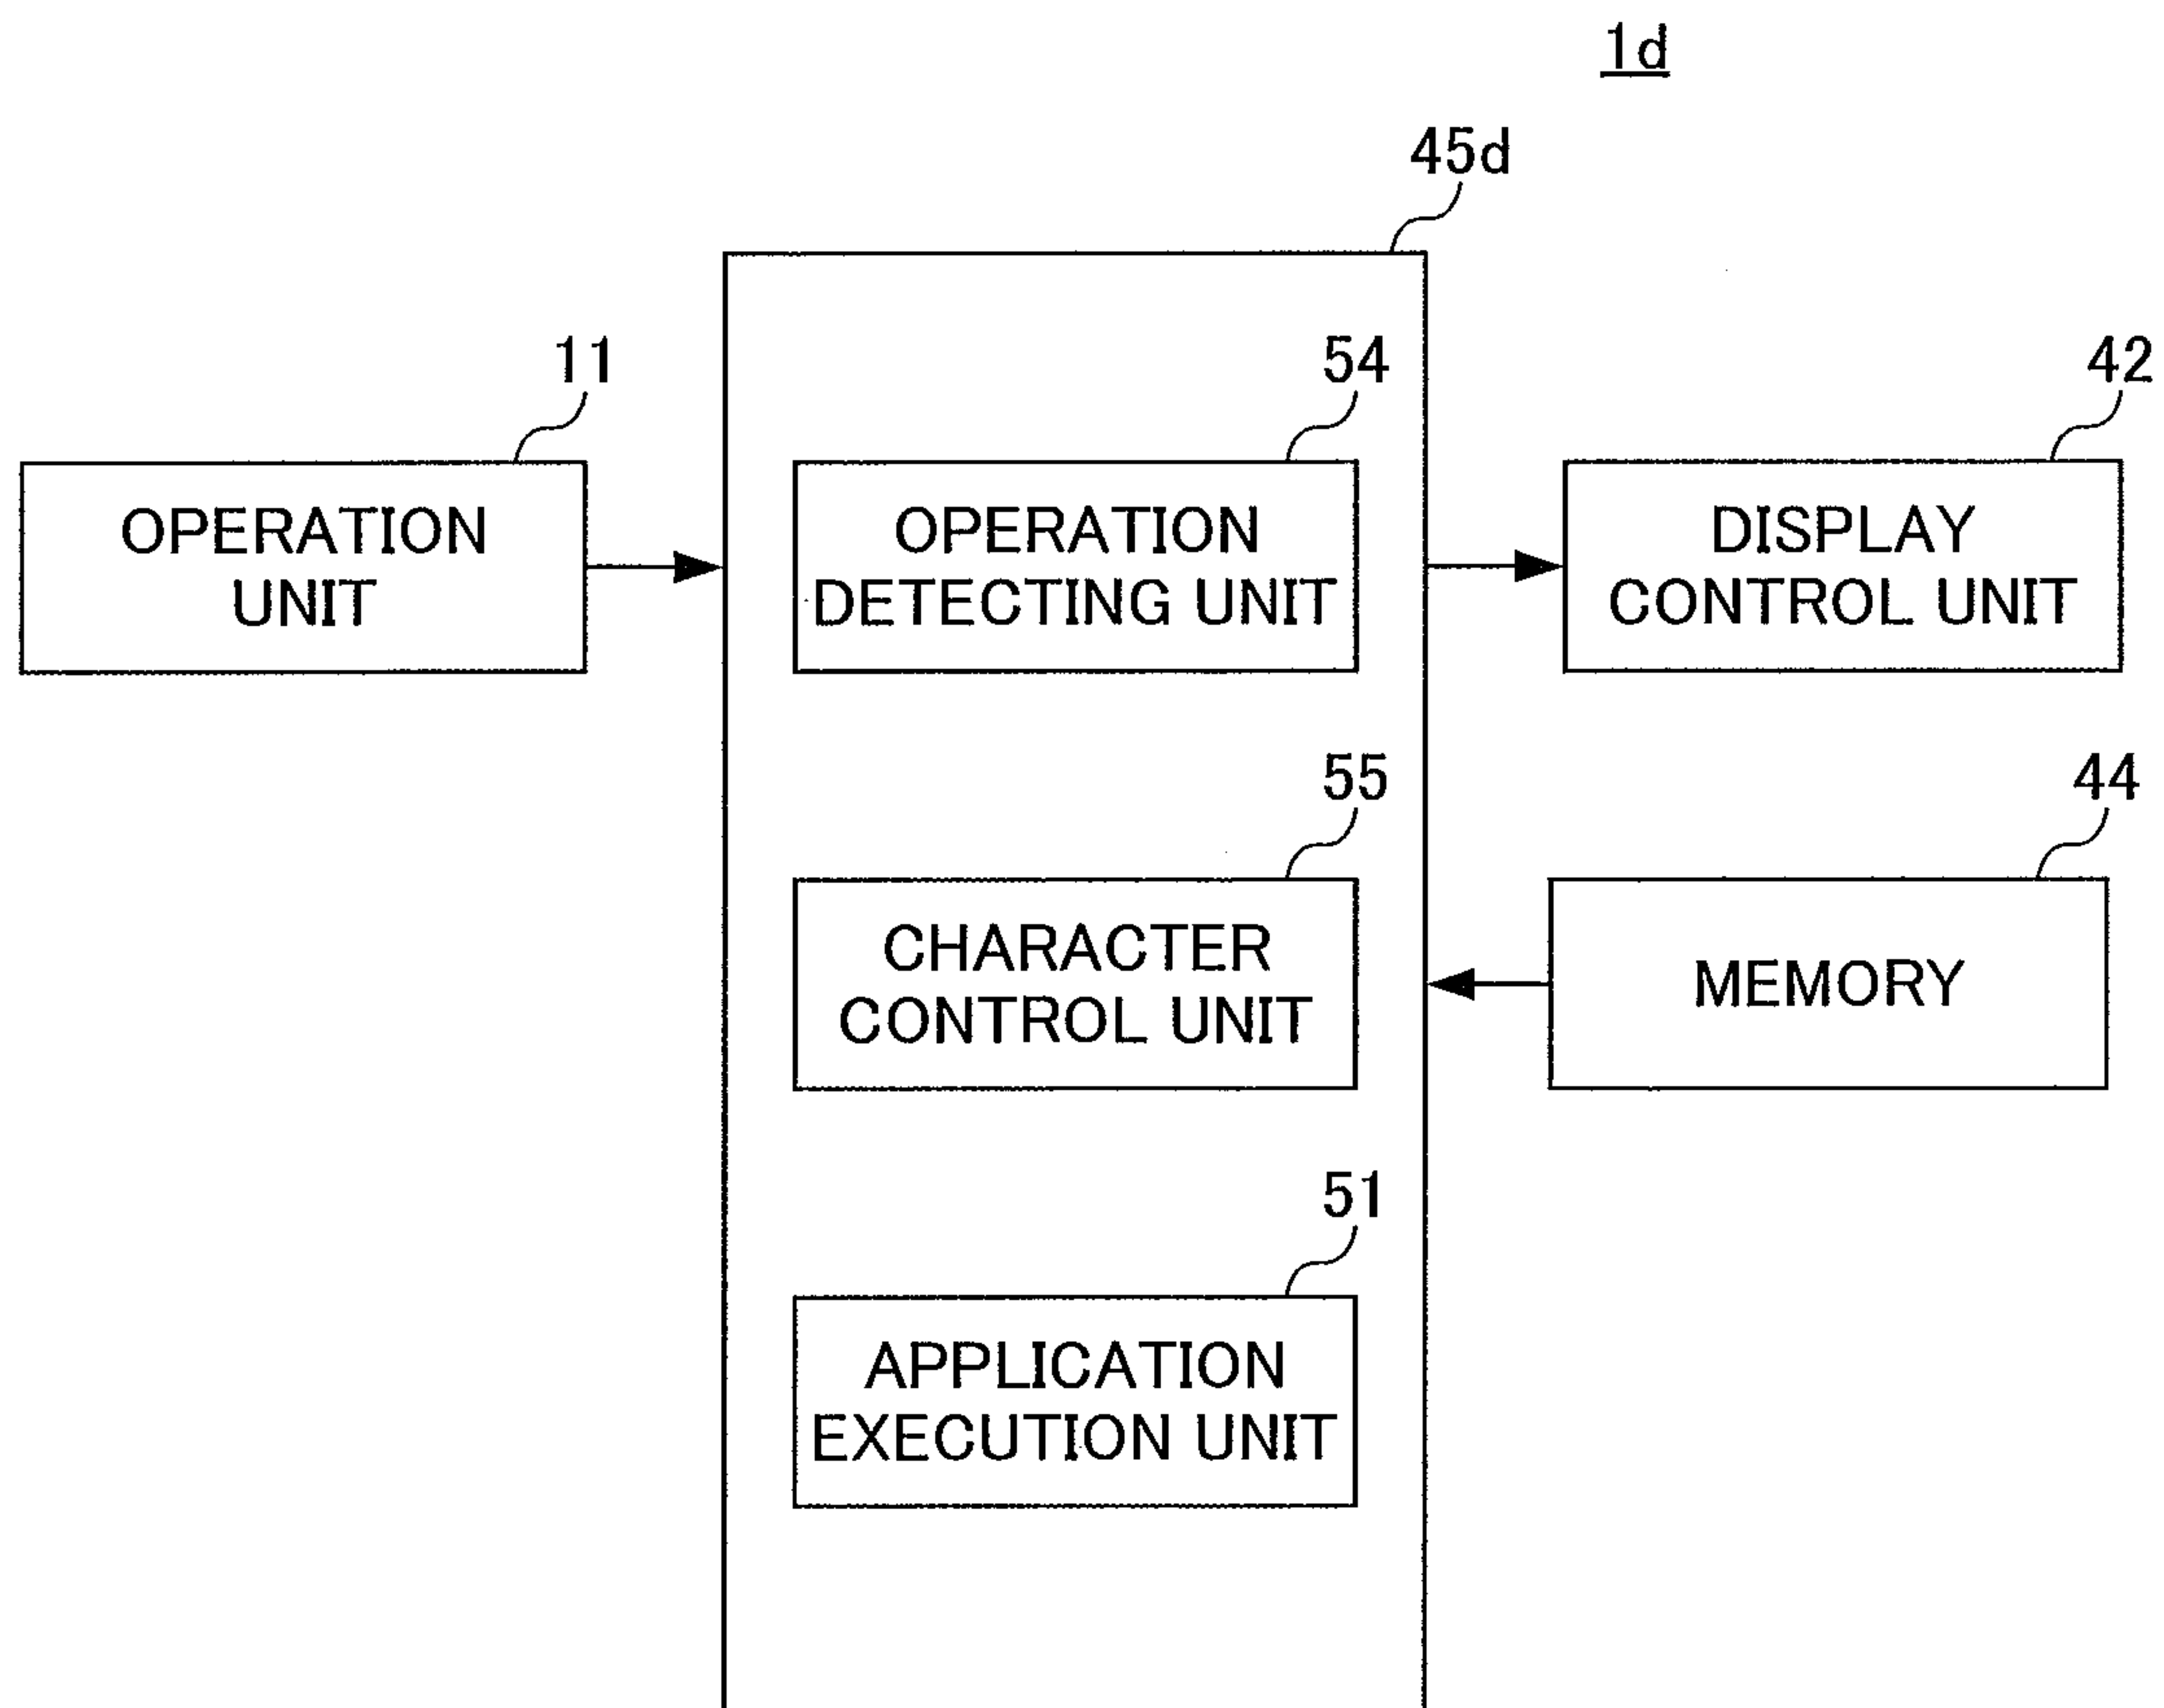 1d
45d
11
54
42
OPERATION
UNIT
OPERATION
DETECTING UNIT
DISPLAY
CONTROL UNIT
55
44
CHARACTER
CONTROL UNIT
MEMORY
51
APPLICATION
EXECUTION UNIT